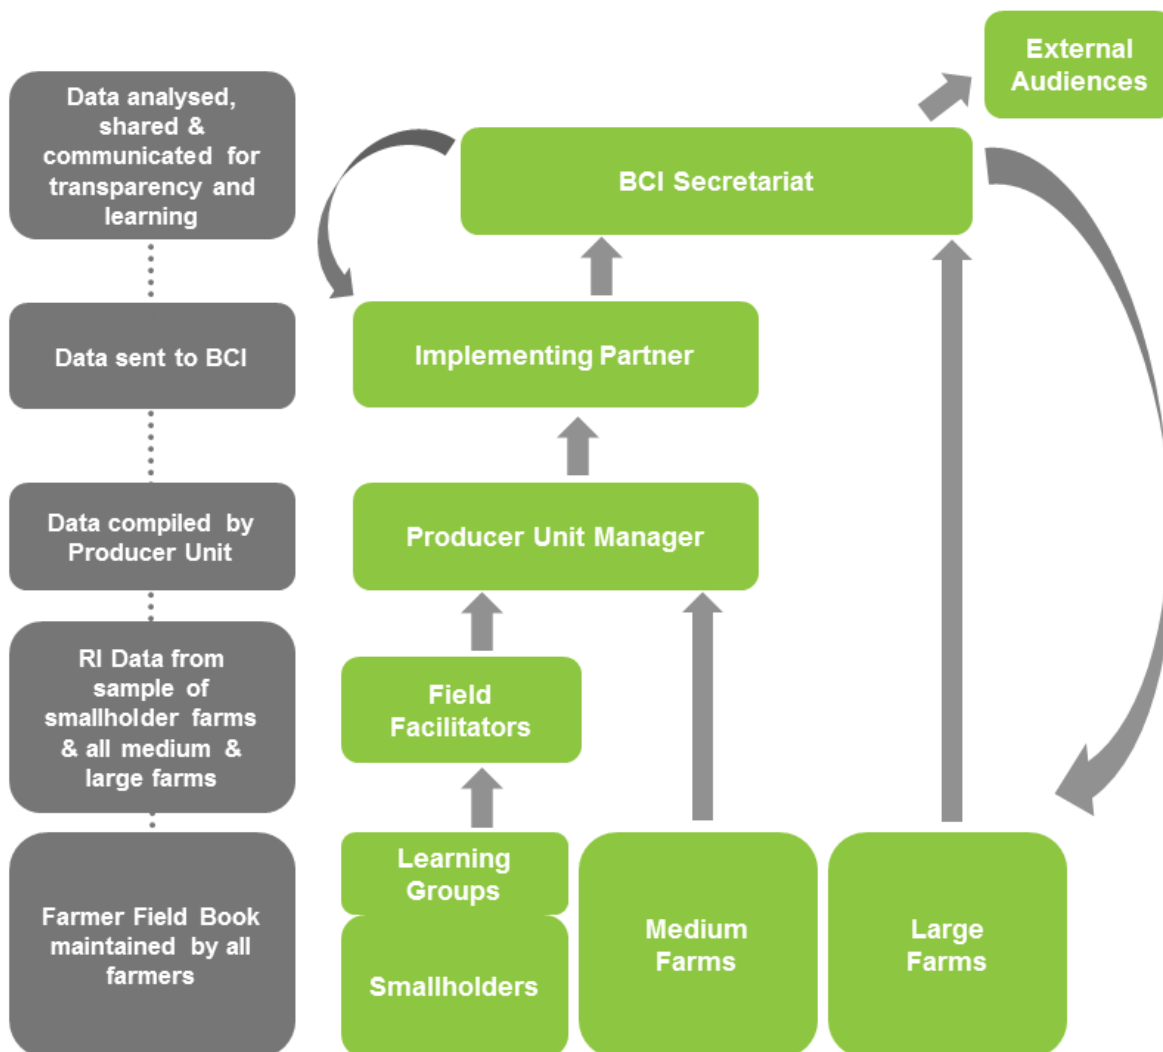 External
Audiences
Data analysed,
shared &
communicated for
transparency and
learning
BCI Secretariat
Data sent to BCI
Implementing Partner
Data compiled by
Producer Unit
Producer Unit Manager
RI Data from
sample of
smallholder farms
& all medium &
large farms
Field
Facilitators
Farmer Field Book
maintained by all
farmers
Learning
Groups
Smallholders
Medium
Farms
Large
Farms